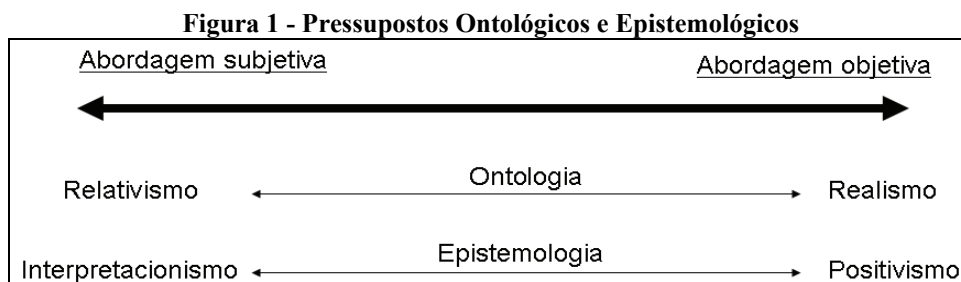 Figura 1 - Pressupostos Ontológicos e Epistemológicos
Abordagem subjetiva
Abordagem objetiva
Ontologia
Relativismo
Realismo
Epistemologia
Interpretacionismo
Positivismo